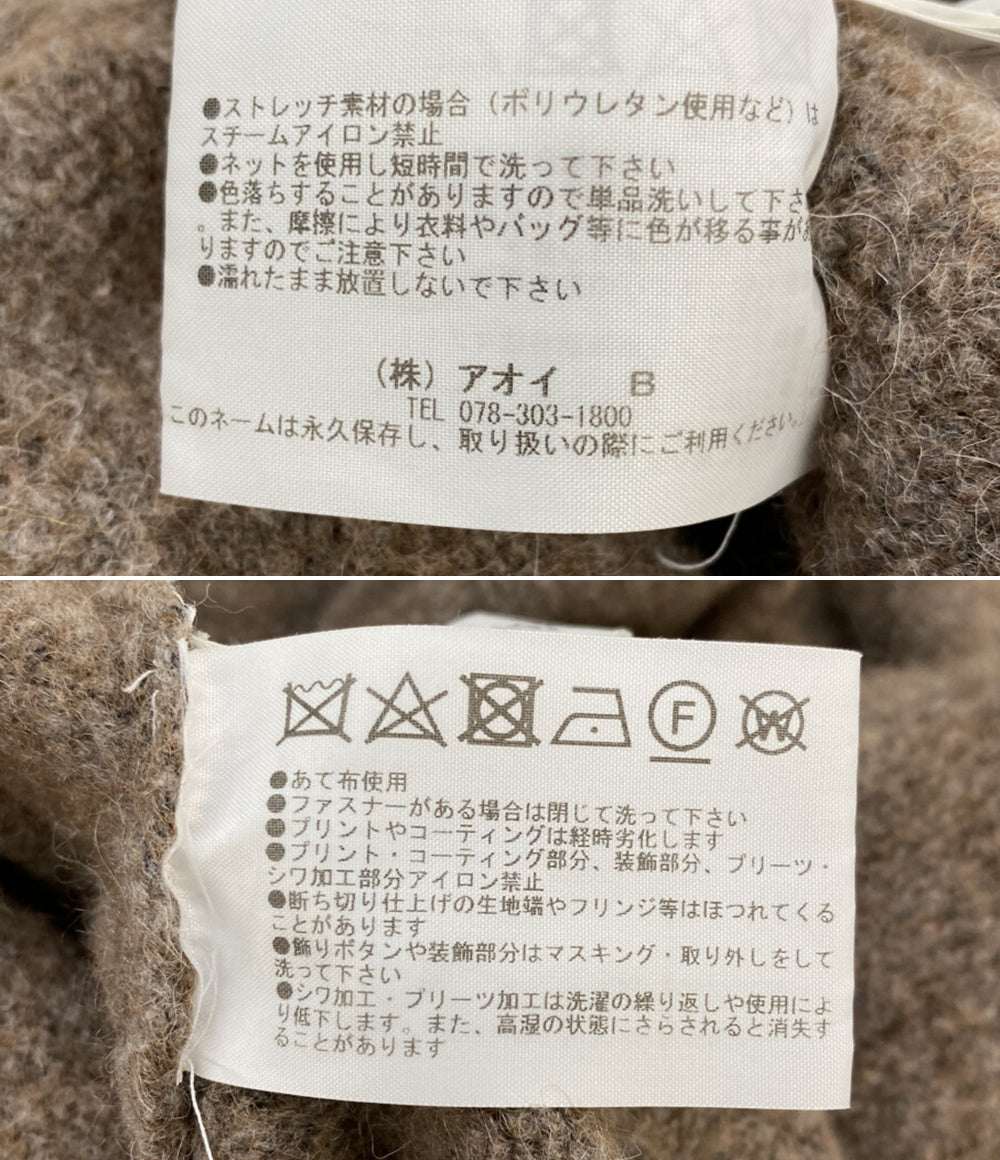 ●ストレッチ素材の場合（ポリウレタン使用など）は
スチームアイロン禁止
●ネットを使用し短時間で洗って下さい
●色落ちすることがありますので単品洗いして下さ
。また、摩擦により衣料やバッグ等に色が移る事があ
りますのでご注意下さい
●濡れたまま放置しないで下さい
（株）アオイ B
TEL 078-303-1800
このネームは永久保存し、取り扱いの際にご利用ください。
F W
●あて布使用
●ファスナーがある場合は閉じて洗って下さい
●プリントやコーティングは経時劣化します
●プリント・コーティング部分、装飾部分、プリーツ・
シワ加工部分アイロン禁止
●断ち切り仕上げの生地端やフリンジ等はほつれてくる
ことがあります
●飾りボタンや装飾部分はマスキング・取り外しをして
洗って下さい
●シワ加工・プリーツ加工は洗濯の繰り返しや使用によ
り低下します。また、高湿の状態にさらされると消失す
ることがあります